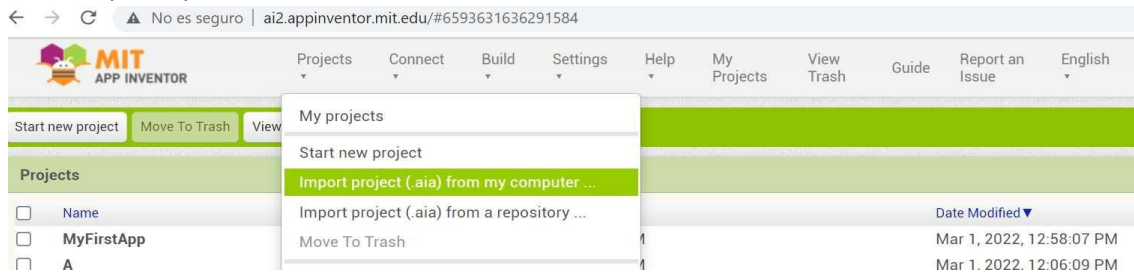 No es seguro | ai2.appinventor.mit.edu/#6593631636291584
MIT
APP INVENTOR
Projects Connect Build Settings Help My Projects View Trash Guide Report an Issue English
Start new project Move To Trash View
My projects
Start new project
Import project (.aia) from my computer ...
Import project (.aia) from a repository ...
Move To Trash
Projects
Name Date Modified▼
MyFirstApp Mar 1, 2022, 12:58:07 PM
A Mar 1, 2022, 12:06:09 PM